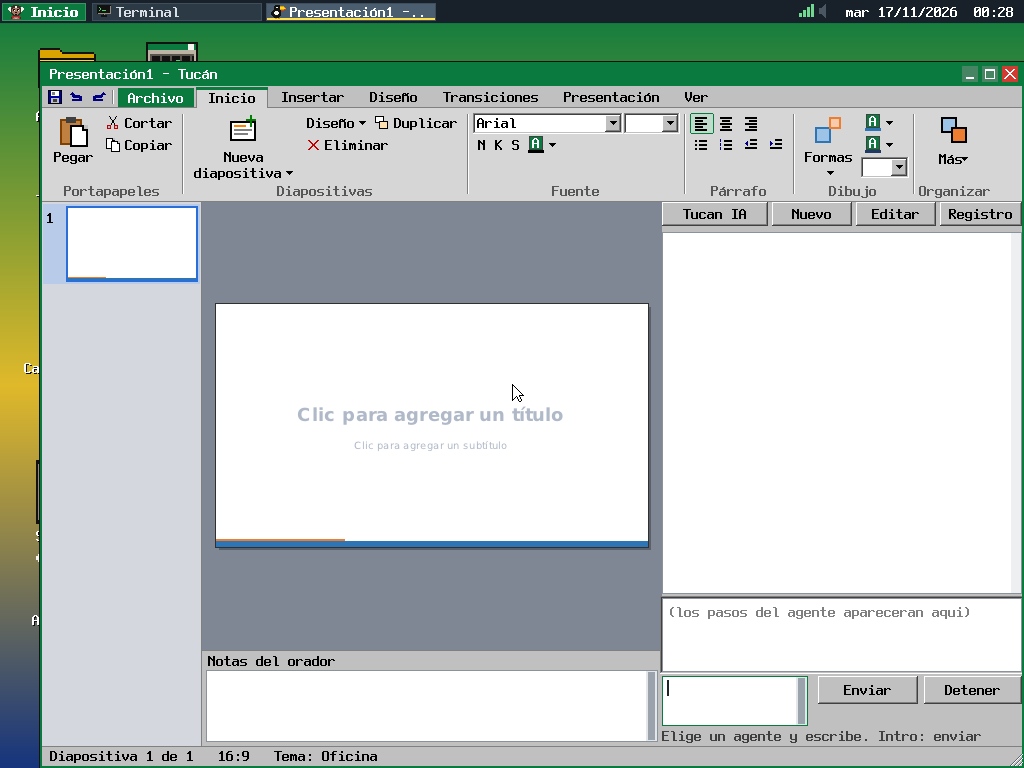 Inicio
Terminal
Presentación1 -..
mar 17/11/2026
00:28
Presentación1 - Tucán
Archivo
Inicio
Insertar
Diseño
Transiciones
Presentación
Ver
Pegar
Cortar
Copiar
Portapapeles
Nueva
diapositiva
Diseño
Duplicar
Eliminar
Diapositivas
Arial
N K S A
Fuente
Párrafo
Formas
A
A
Dibujo
Más
Organizar
1
Clic para agregar un título
Clic para agregar un subtítulo
Notas del orador
Tucan IA
Nuevo
Editar
Registro
(los pasos del agente apareceran aqui)
Enviar
Detener
Elige un agente y escribe. Intro: enviar
Diapositiva 1 de 1
16:9
Tema: Oficina